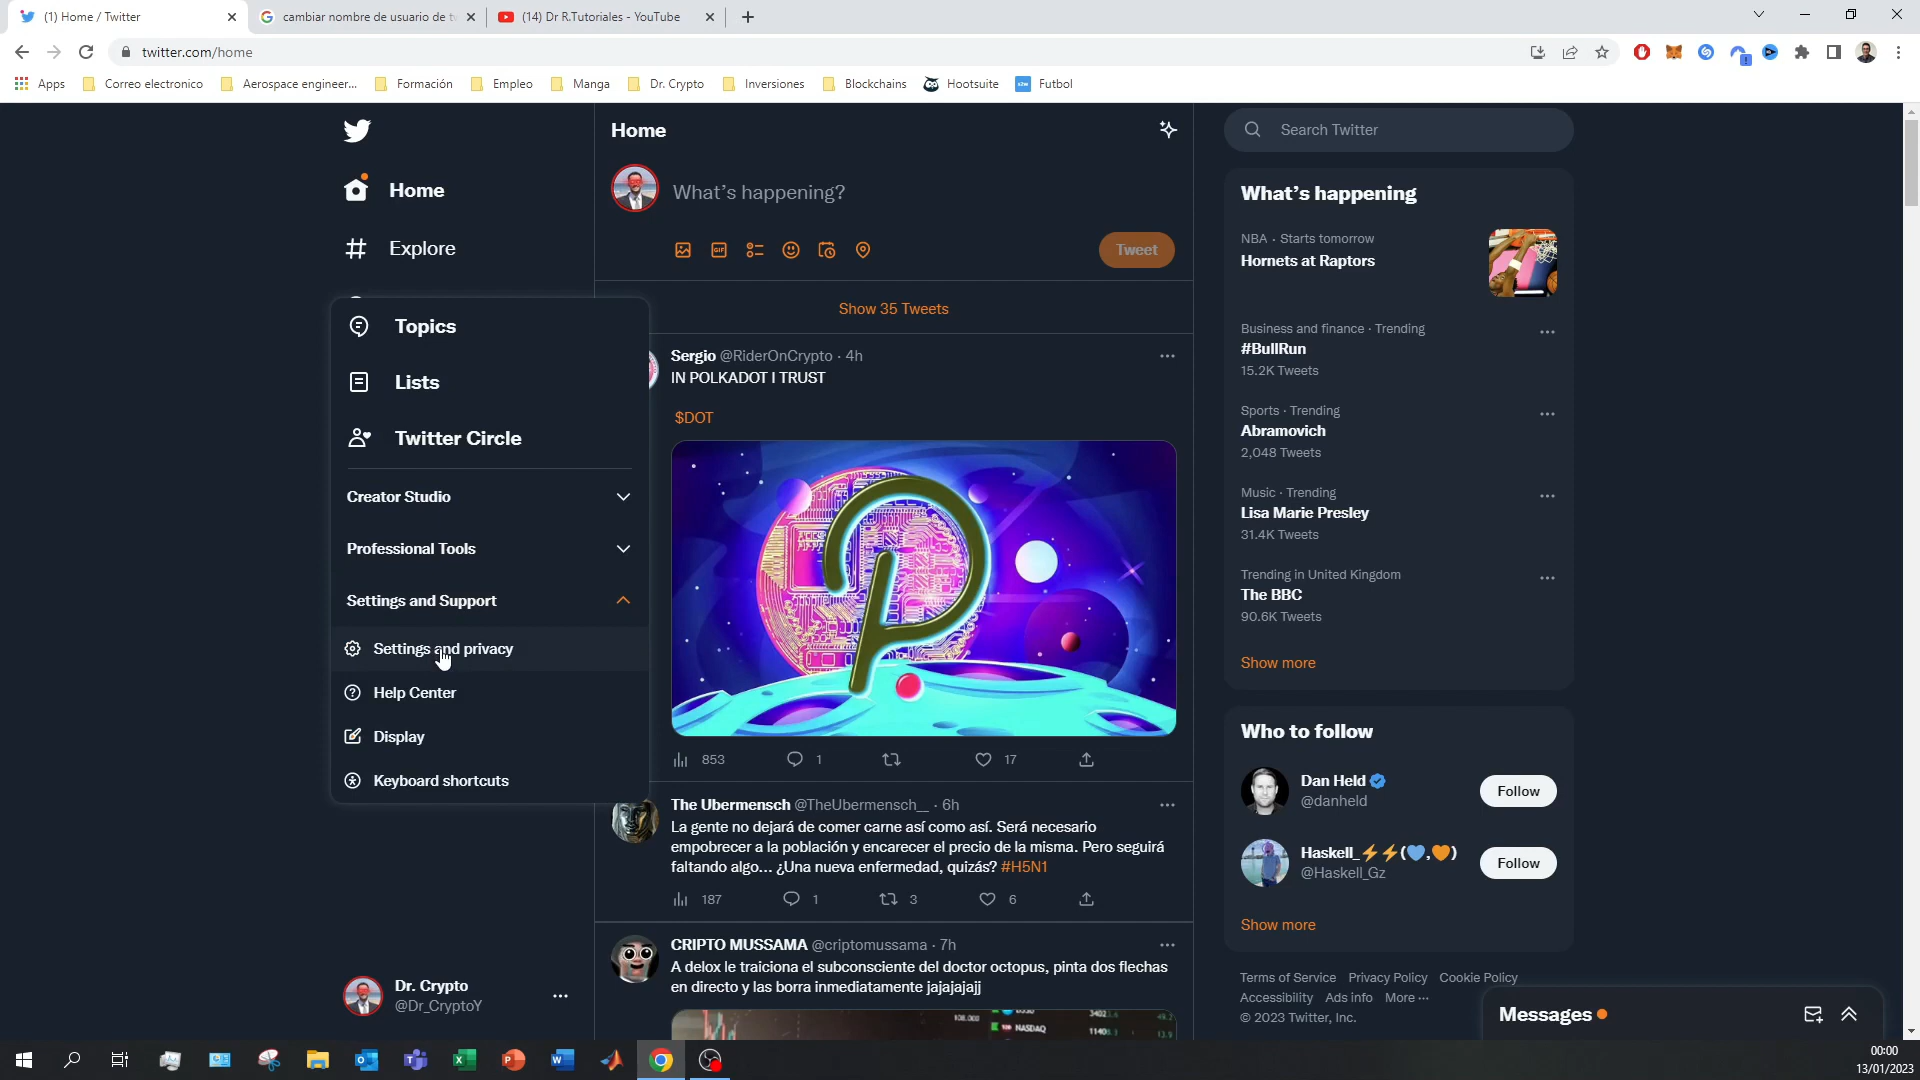 (1) Home / Twitter
cambiar nombre de usuario de tw
(14) Dr R.Tutoriales - YouTube
twitter.com/home
Apps
Correo electronico
Aerospace engineer...
Formación
Empleo
Manga
Dr. Crypto
Inversiones
Blockchains
Hootsuite
Futbol
Home
Explore
Topics
Lists
Twitter Circle
Creator Studio
Professional Tools
Settings and Support
Settings and privacy
Help Center
Display
Keyboard shortcuts
Dr. Crypto
@Dr_CryptoY
Home
What's happening?
GIF
Tweet
Show 35 Tweets
Sergio @RiderOnCrypto · 4h
IN POLKADOT I TRUST
$DOT
853 1 17
The Ubermensch @TheUbermensch__ · 6h
La gente no dejará de comer carne así como así. Será necesario
empobrecer a la población y encarecer el precio de la misma. Pero seguirá
faltando algo... ¿Una nueva enfermedad, quizás? #H5N1
187 1 3 6
CRIPTO MUSSAMA @criptomussama · 7h
A delox le traiciona el subconsciente del doctor octopus, pinta dos flechas
en directo y las borra inmediatamente jajajajajj
NASDAQ
Search Twitter
What's happening
NBA · Starts tomorrow
Hornets at Raptors
Business and finance · Trending
#BullRun
15.2K Tweets
Sports · Trending
Abramovich
2,048 Tweets
Music · Trending
Lisa Marie Presley
31.4K Tweets
Trending in United Kingdom
The BBC
90.6K Tweets
Show more
Who to follow
Dan Held
@danheld
Follow
Haskell_⚡⚡(💙,🧡)
@Haskell_Gz
Follow
Show more
Terms of Service Privacy Policy Cookie Policy
Accessibility Ads info More ···
© 2023 Twitter, Inc.
Messages
00:00
13/01/2023